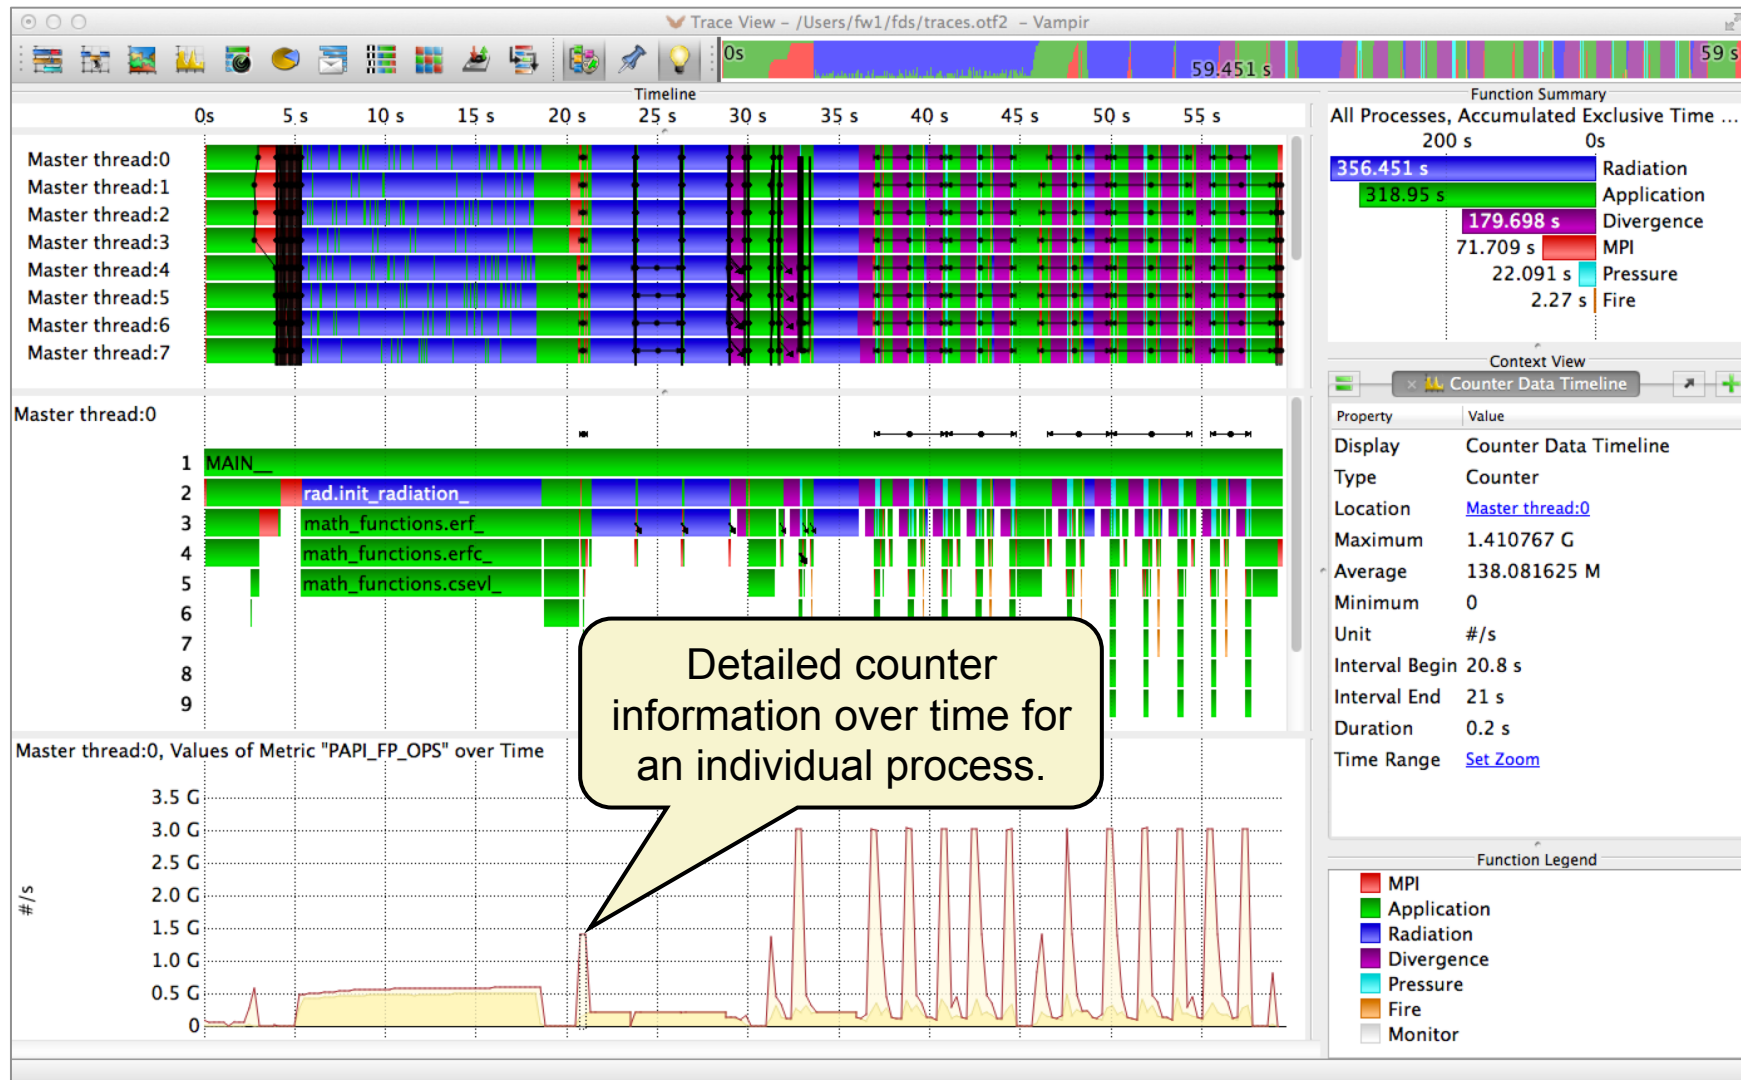 Trace View – /Users/fw1/fds/traces.otf2 – Vampir
0s
59.451 s
59 s
Timeline
0s 5 s 10 s 15 s 20 s 25 s 30 s 35 s 40 s 45 s 50 s 55 s
Master thread:0
Master thread:1
Master thread:2
Master thread:3
Master thread:4
Master thread:5
Master thread:6
Master thread:7
Master thread:0
1 MAIN__
2 rad.init_radiation_
3 math_functions.erf_
4 math_functions.erfc_
5 math_functions.csevl_
6
7
8
9
Detailed counter
information over time for
an individual process.
Master thread:0, Values of Metric "PAPI_FP_OPS" over Time
3.5 G
3.0 G
2.5 G
2.0 G
1.5 G
1.0 G
0.5 G
0
#/s
Function Summary
All Processes, Accumulated Exclusive Time ...
200 s 0s
356.451 s Radiation
318.95 s Application
179.698 s Divergence
71.709 s MPI
22.091 s Pressure
2.27 s Fire
Context View
Counter Data Timeline
Property Value
Display Counter Data Timeline
Type Counter
Location Master thread:0
Maximum 1.410767 G
Average 138.081625 M
Minimum 0
Unit #/s
Interval Begin 20.8 s
Interval End 21 s
Duration 0.2 s
Time Range Set Zoom
Function Legend
MPI
Application
Radiation
Divergence
Pressure
Fire
Monitor